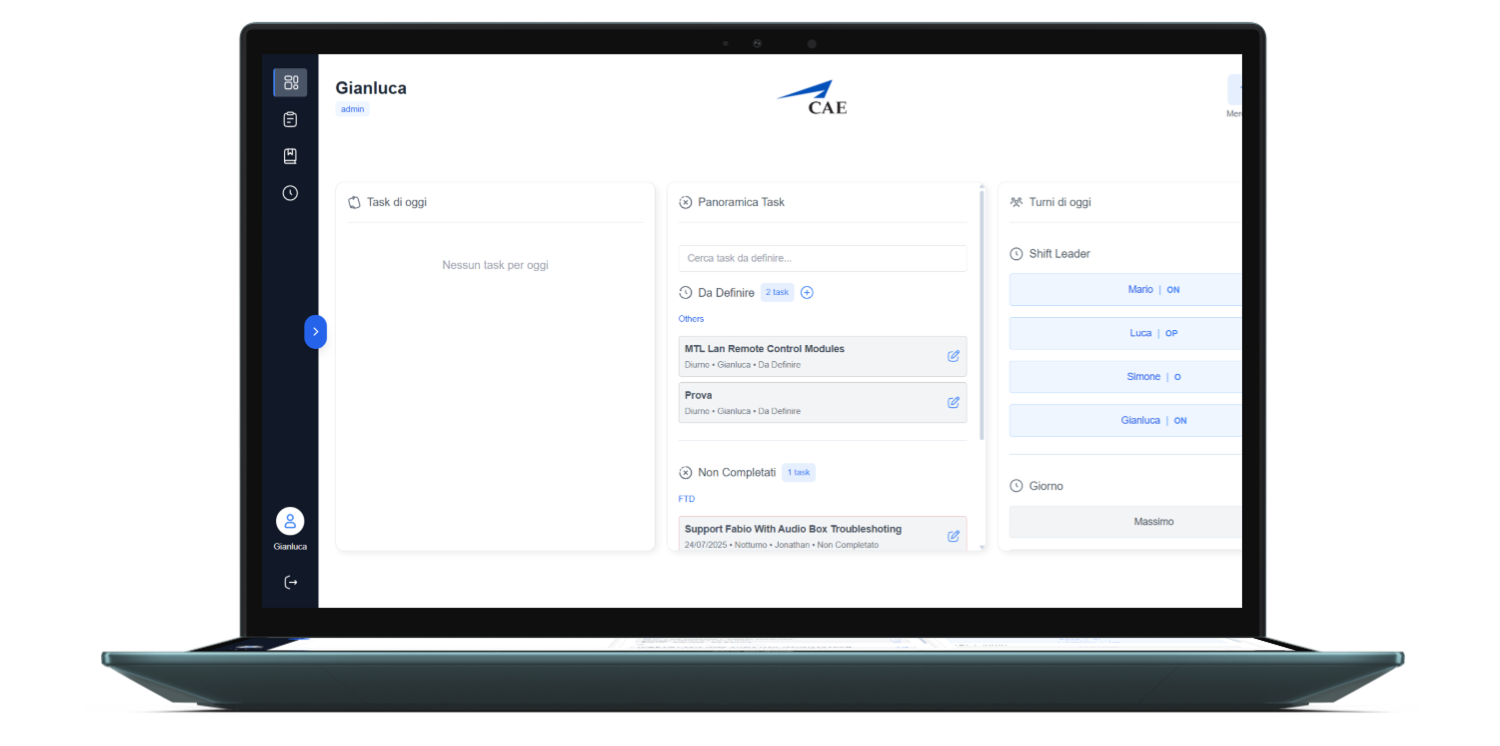 Gianluca
admin
CAE
Task di oggi
Nessun task per oggi
Panoramica Task
Cerca task da definire...
Da Definire 2 task
Others
MTL Lan Remote Control Modules
Diurno • Gianluca • Da Definire
Prova
Diurno • Gianluca • Da Definire
Non Completati 1 task
FTD
Support Fabio With Audio Box Troubleshoting
24/07/2025 • Notturno • Jonathan • Non Completato
Turni di oggi
Shift Leader
Mario | ON
Luca | OP
Simone | O
Gianluca | ON
Giorno
Massimo
Gianluca